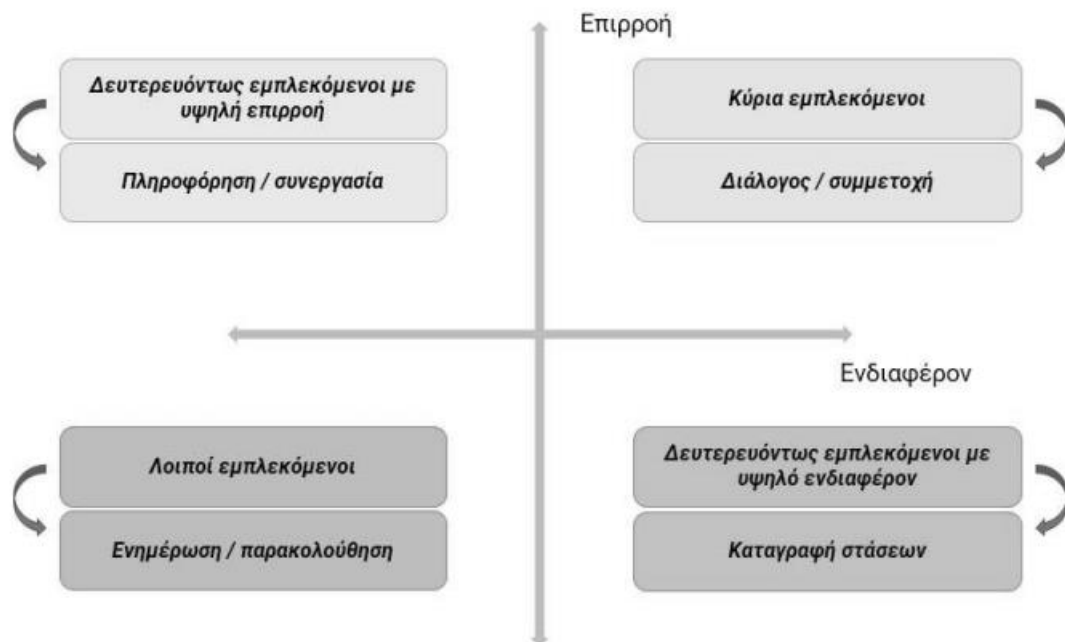 Επιρροή
Δευτερευόντως εμπλεκόμενοι με
υψηλή επιρροή
Πληροφόρηση / συνεργασία
Κύρια εμπλεκόμενοι
Διάλογος / συμμετοχή
Ενδιαφέρον
Λοιποί εμπλεκόμενοι
Ενημέρωση / παρακολούθηση
Δευτερευόντως εμπλεκόμενοι με
υψηλό ενδιαφέρον
Καταγραφή στάσεων